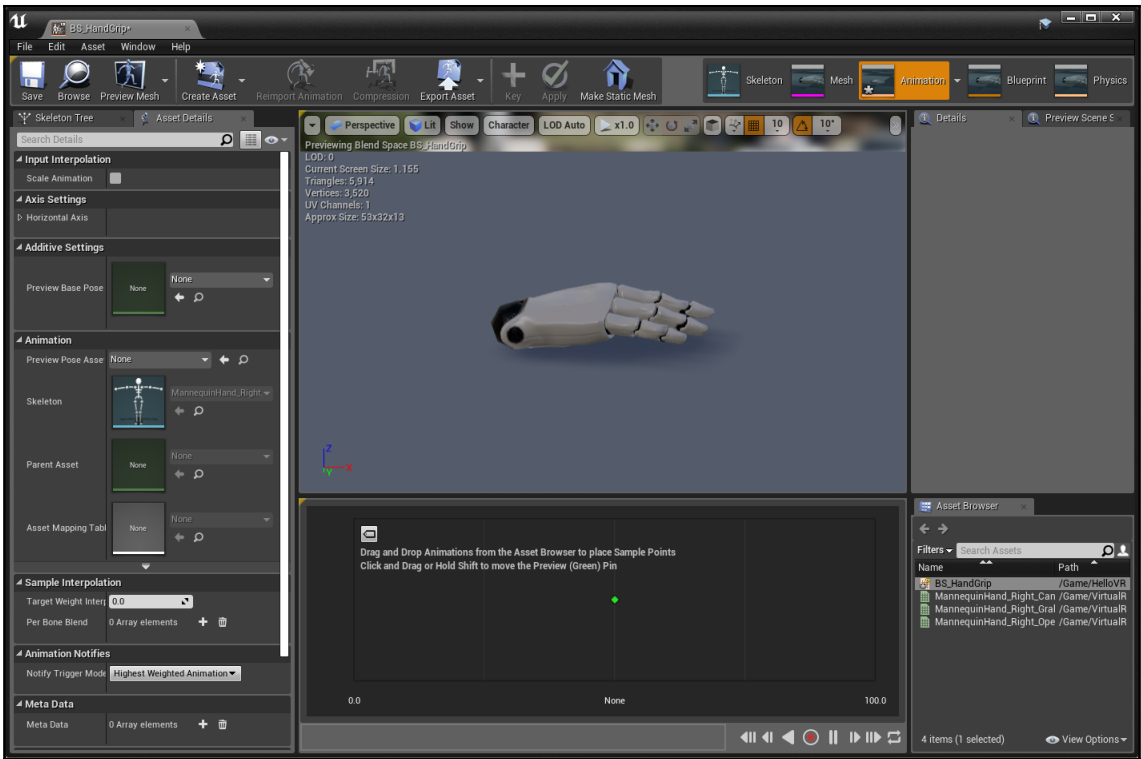 BS_HandGrip•
File Edit Asset Window Help
Save Browse Preview Mesh Create Asset Reimport Animation Compression Export Asset Key Apply Make Static Mesh Skeleton Mesh Animation Blueprint Physics
Skeleton Tree Asset Details
Search Details
Input Interpolation
Scale Animation
Axis Settings
Horizontal Axis
Additive Settings
Preview Base Pose None None
Animation
Preview Pose Asse None
Skeleton MannequinHand_Right
Parent Asset None None
Asset Mapping Tabl None None
Sample Interpolation
Target Weight Interp 0.0
Per Bone Blend 0 Array elements
Animation Notifies
Notify Trigger Mode Highest Weighted Animation
Meta Data
Meta Data 0 Array elements
Perspective Lit Show Character LOD Auto x1.0 10 10°
Previewing Blend Space BS_HandGrip
LOD: 0
Current Screen Size: 1.155
Triangles: 5,914
Vertices: 3,520
UV Channels: 1
Approx Size: 53x32x13
Z
X
Y
Drag and Drop Animations from the Asset Browser to place Sample Points
Click and Drag or Hold Shift to move the Preview (Green) Pin
0.0 None 100.0
Details Preview Scene S
Asset Browser
Filters Search Assets
Name Path
BS_HandGrip /Game/HelloVR
MannequinHand_Right_Can /Game/VirtualR
MannequinHand_Right_Gral /Game/VirtualR
MannequinHand_Right_Ope /Game/VirtualR
4 items (1 selected) View Options